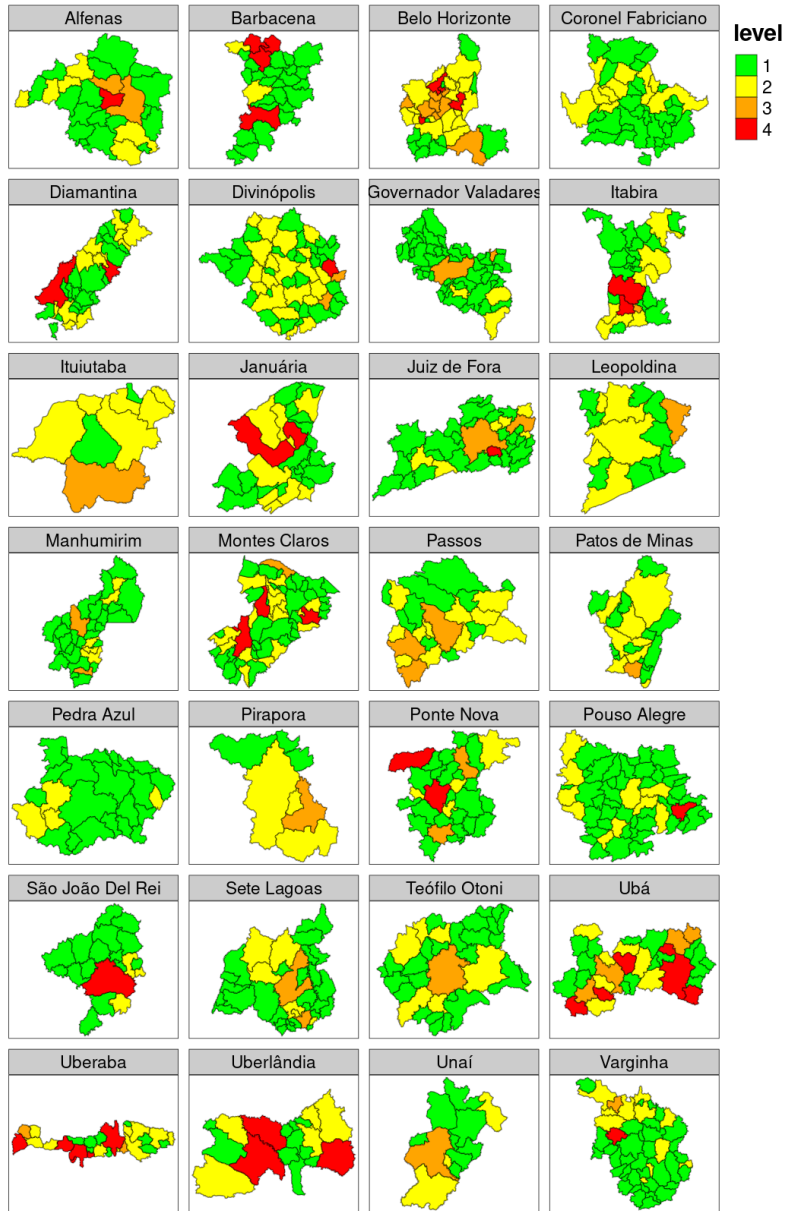 Alfenas
Barbacena
Belo Horizonte
Coronel Fabriciano
level
1
2
3
4
Diamantina
Divinópolis
Governador Valadares
Itabira
Ituiutaba
Januária
Juiz de Fora
Leopoldina
Manhumirim
Montes Claros
Passos
Patos de Minas
Pedra Azul
Pirapora
Ponte Nova
Pouso Alegre
São João Del Rei
Sete Lagoas
Teófilo Otoni
Ubá
Uberaba
Uberlândia
Unaí
Varginha